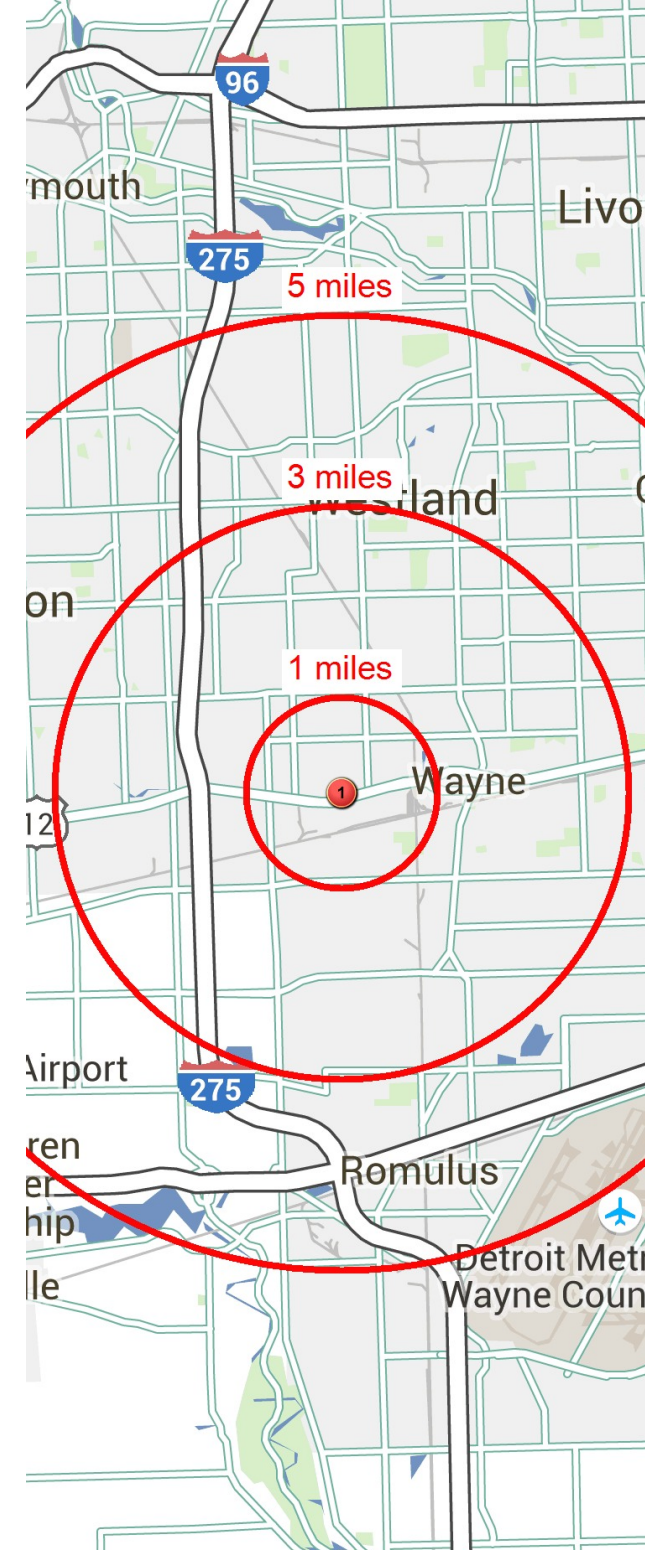 96
mouth
Livo
275
5 miles
3 miles
Westland
on
1 miles
1
Wayne
12
Airport
275
ren
er
hip
Romulus
lle
Detroit Metr
Wayne Coun